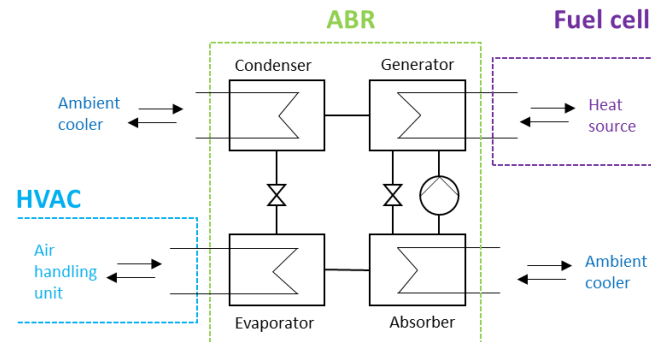 ABR
Fuel cell
Condenser
Generator
Ambient
cooler
Heat
source
HVAC
Air
handling
unit
Ambient
cooler
Evaporator
Absorber